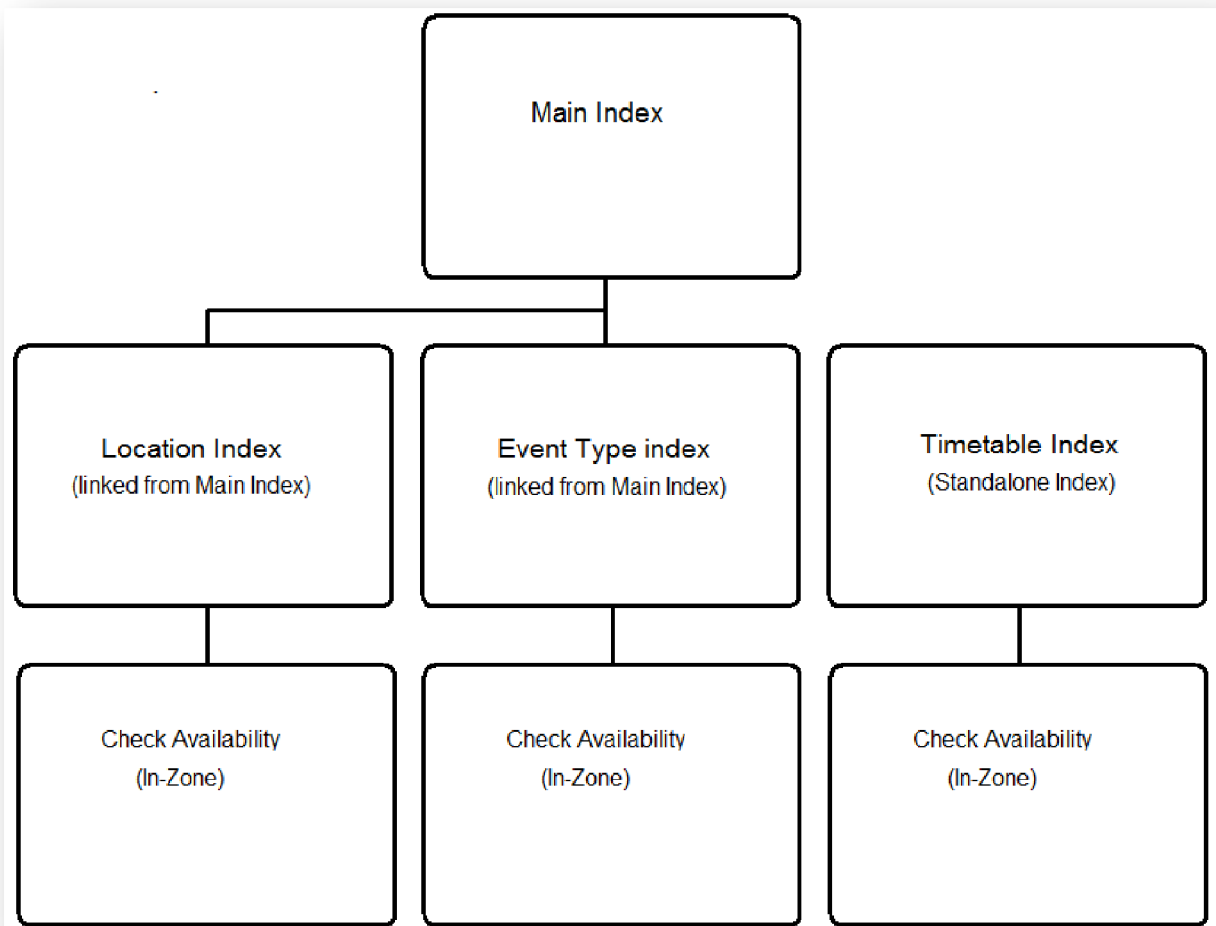 Main Index
Location Index
(linked from Main Index)
Event Type index
(linked from Main Index)
Timetable Index
(Standalone Index)
Check Availability
(In-Zone)
Check Availability
(In-Zone)
Check Availability
(In-Zone)